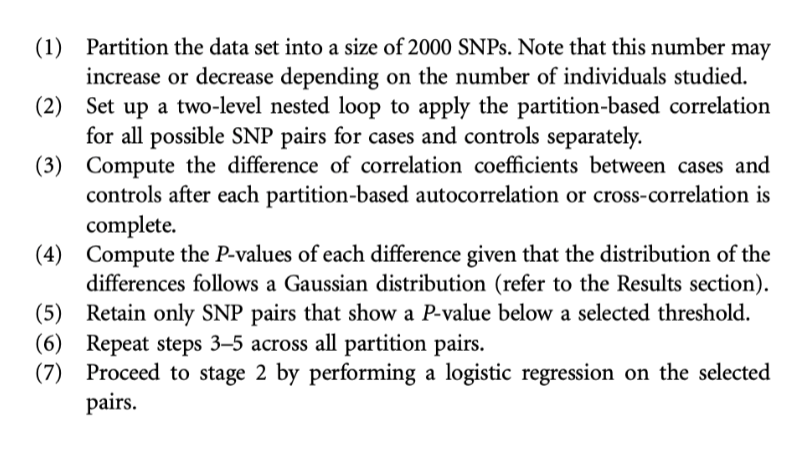 (1) Partition the data set into a size of 2000 SNPs. Note that this number may
increase or decrease depending on the number of individuals studied.
(2) Set up a two-level nested loop to apply the partition-based correlation
for all possible SNP pairs for cases and controls separately.
(3) Compute the difference of correlation coefficients between cases and
controls after each partition-based autocorrelation or cross-correlation is
complete.
(4) Compute the P-values of each difference given that the distribution of the
differences follows a Gaussian distribution (refer to the Results section).
(5) Retain only SNP pairs that show a P-value below a selected threshold.
(6) Repeat steps 3–5 across all partition pairs.
(7) Proceed to stage 2 by performing a logistic regression on the selected
pairs.